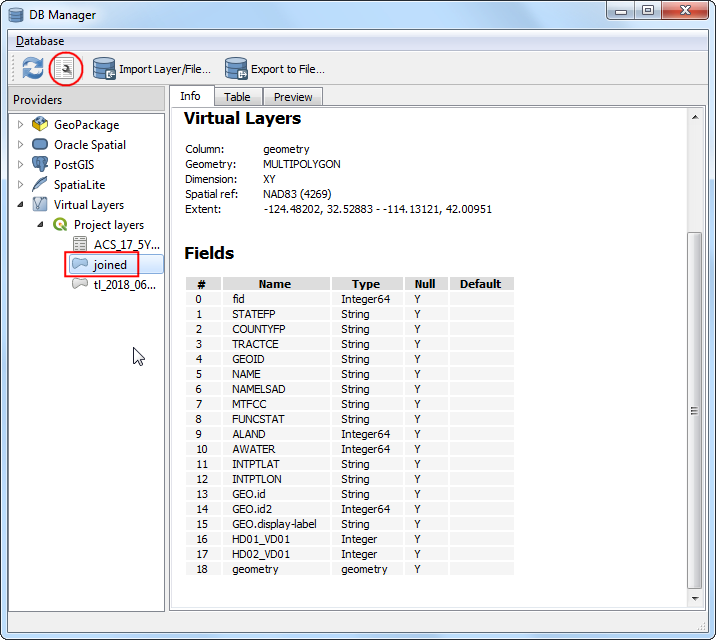 DB Manager
Database
Import Layer/File...
Export to File...
Providers
GeoPackage
Oracle Spatial
PostGIS
SpatiaLite
Virtual Layers
Project layers
ACS_17_5Y...
joined
tl_2018_06...
Info Table Preview
Virtual Layers
Column: geometry
Geometry: MULTIPOLYGON
Dimension: XY
Spatial ref: NAD83 (4269)
Extent: -124.48202, 32.52883 - -114.13121, 42.00951
Fields
# Name Type Null Default
0 fid Integer64 Y
1 STATEFP String Y
2 COUNTYFP String Y
3 TRACTCE String Y
4 GEOID String Y
5 NAME String Y
6 NAMELSAD String Y
7 MTFCC String Y
8 FUNCSTAT String Y
9 ALAND Integer64 Y
10 AWATER Integer64 Y
11 INTPTLAT String Y
12 INTPTLON String Y
13 GEO.id String Y
14 GEO.id2 Integer64 Y
15 GEO.display-label String Y
16 HD01_VD01 Integer Y
17 HD02_VD01 Integer Y
18 geometry geometry Y